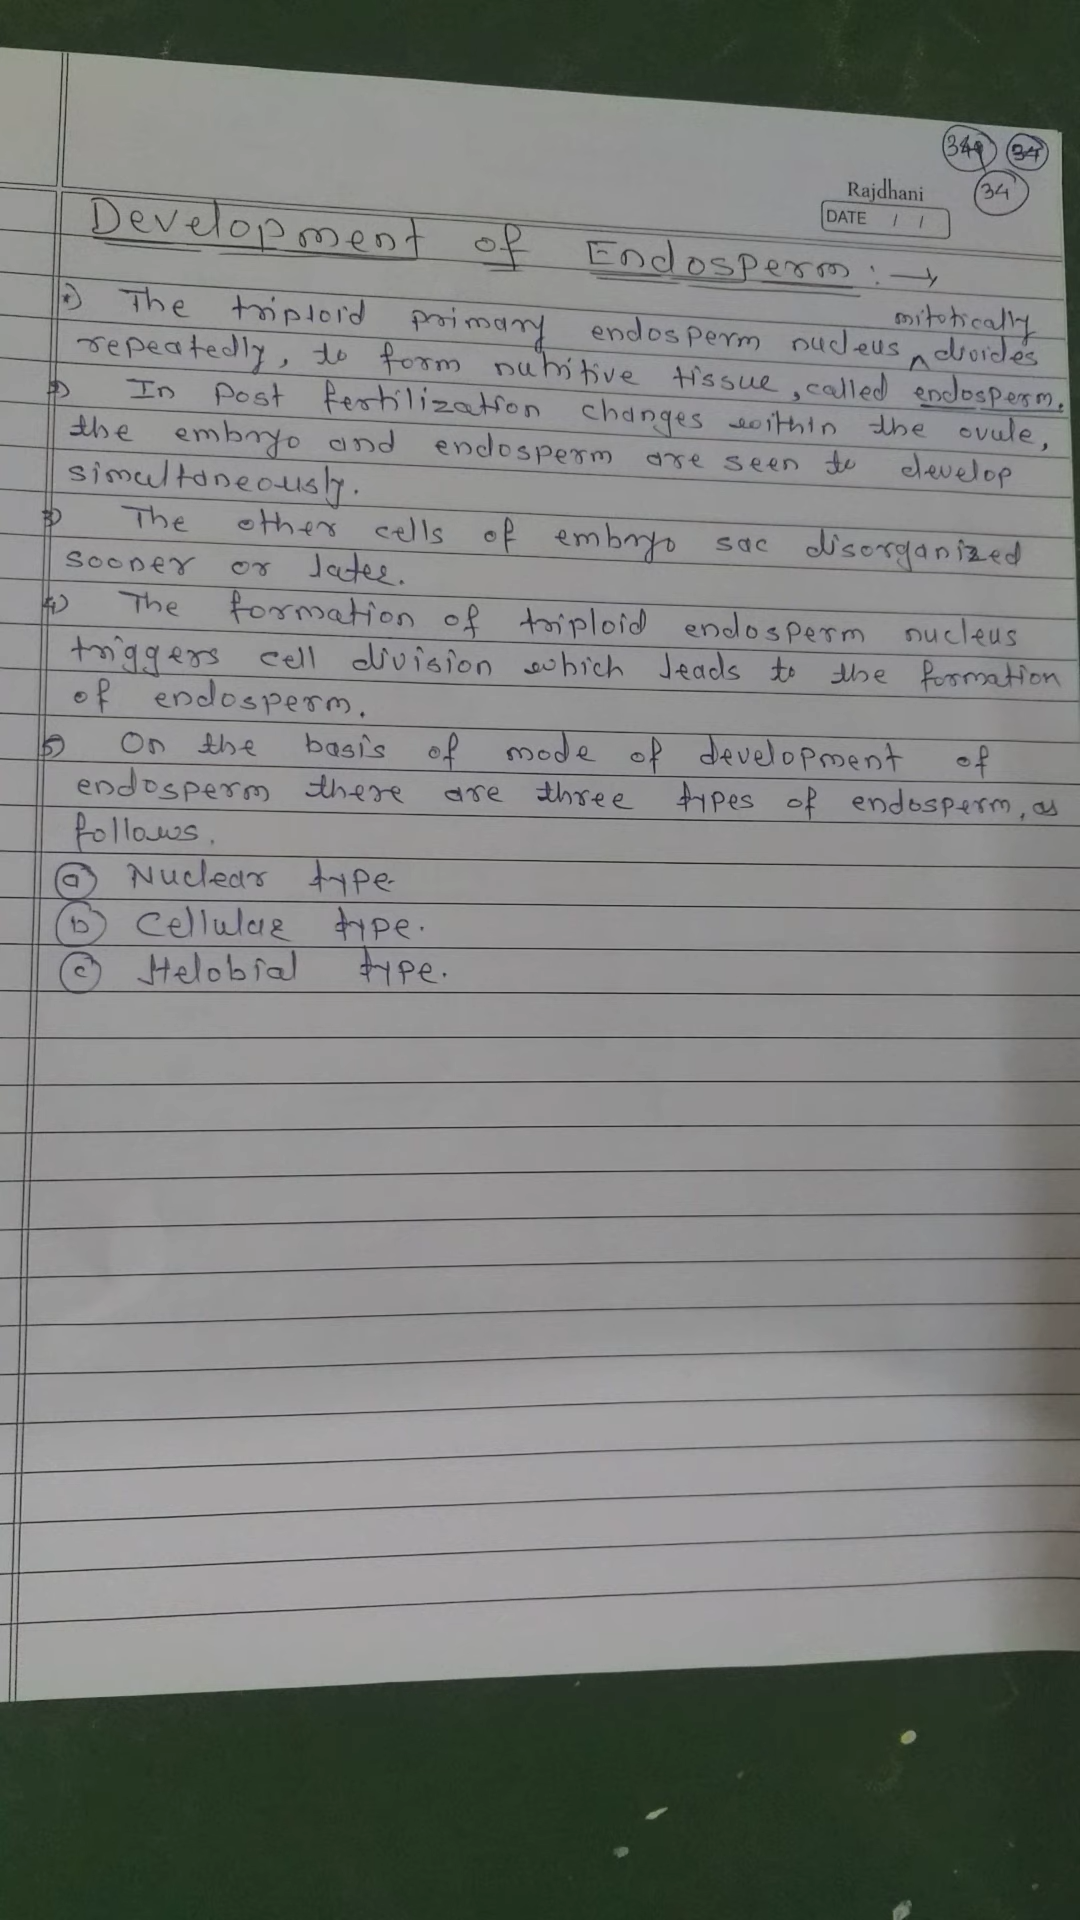 349 34
Rajdhani 34
DATE / /
Development of Endosperm : →
1) The triploid primary endosperm nucleus ^ mitotically divides
repeatedly, to form nutritive tissue, called endosperm.
2) In Post fertilization changes within the ovule,
the embryo and endosperm are seen to develop
simultaneously.
3) The other cells of embryo sac disorganized
sooner or later.
4) The formation of triploid endosperm nucleus
triggers cell division which leads to the formation
of endosperm.
5) On the basis of mode of development of
endosperm there are three types of endosperm, as
follows.
(a) Nuclear type
(b) Cellular type.
(c) Helobial type.